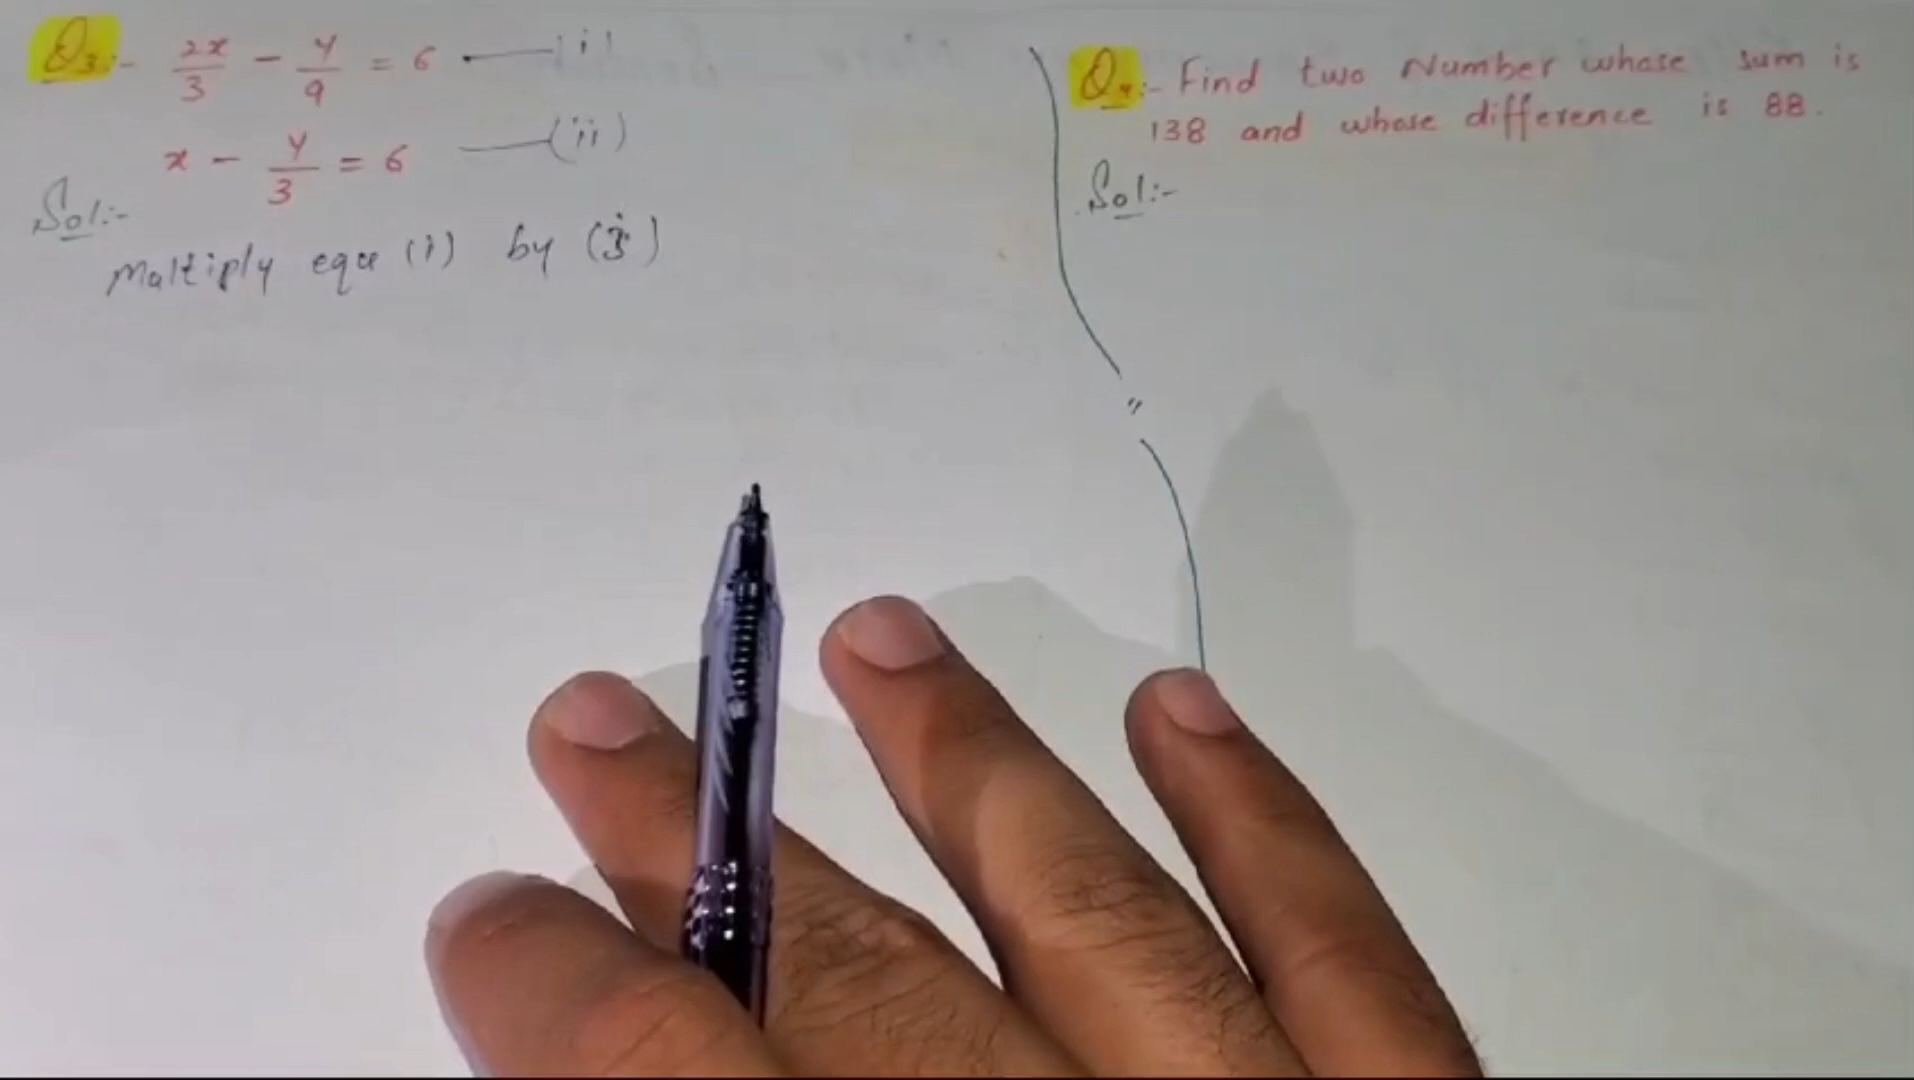 Q3:- 2x/3 - y/9 = 6 —(i)
x - y/3 = 6 —(ii)
Sol:-
Multiply eque (i) by (3)
Q4:- Find two Number whose sum is
138 and whose difference is 88.
Sol:-